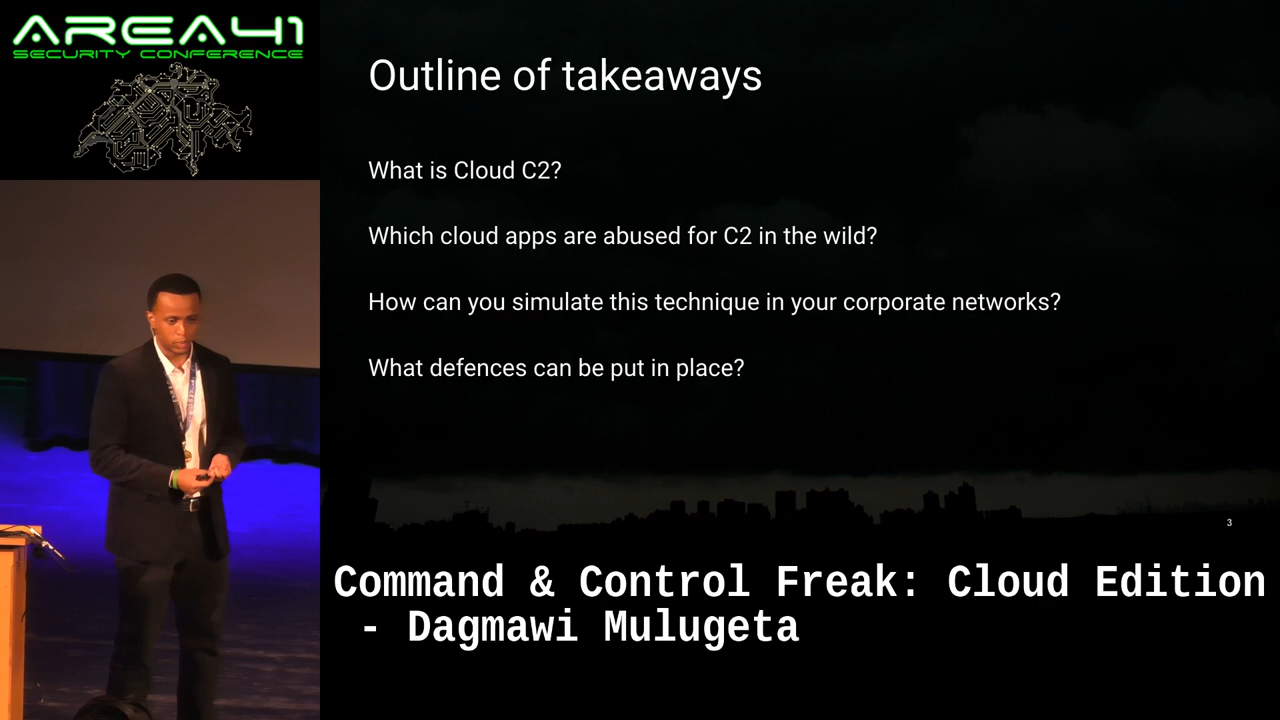 AREA41
SECURITY CONFERENCE
Outline of takeaways
What is Cloud C2?
Which cloud apps are abused for C2 in the wild?
How can you simulate this technique in your corporate networks?
What defences can be put in place?
3
Command & Control Freak: Cloud Edition
- Dagmawi Mulugeta